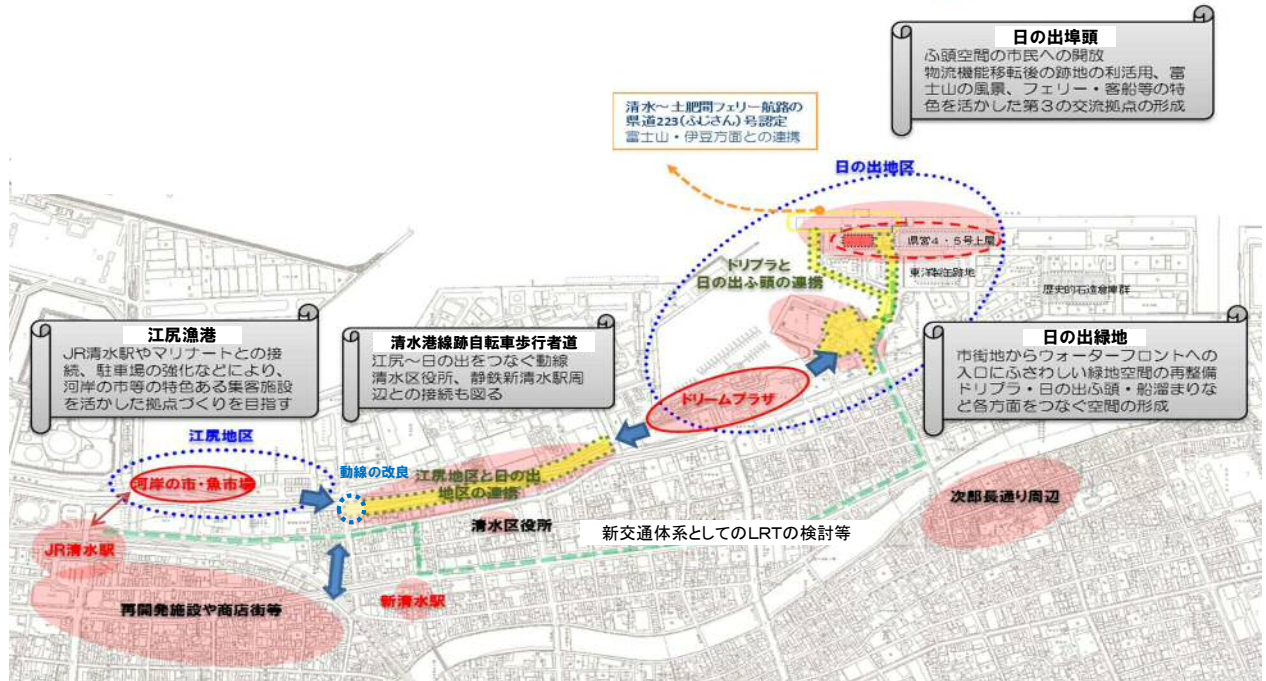 日の出埠頭
ふ頭空間の市民への開放
物流機能移転後の跡地の利活用、富
士山の風景、フェリー・客船等の特
色を活かした第3の交流拠点の形成
清水～土肥間フェリー航路の
県道223(ふじさん)号認定
富士山・伊豆方面との連携
日の出地区
県営4・5号上屋
ドリプラと
日の出ふ頭の連携
東洋製缶跡地
歴史的石造倉庫群
江尻漁港
JR清水駅やマリナートとの接
続、駐車場の強化などにより、
河岸の市等の特色ある集客施設
を活かした拠点づくりを目指す
清水港線跡自転車歩行者道
江尻～日の出をつなぐ動線
清水区役所、静鉄新清水駅周
辺との接続も図る
日の出緑地
市街地からウォーターフロントへの
入口にふさわしい緑地空間の再整備
ドリプラ・日の出ふ頭・船溜まりな
ど各方面をつなぐ空間の形成
ドリームプラザ
江尻地区
動線の改良
江尻地区と日の出
地区の連携
河岸の市・魚市場
次郎長通り周辺
清水区役所
新交通体系としてのLRTの検討等
JR清水駅
新清水駅
再開発施設や商店街等